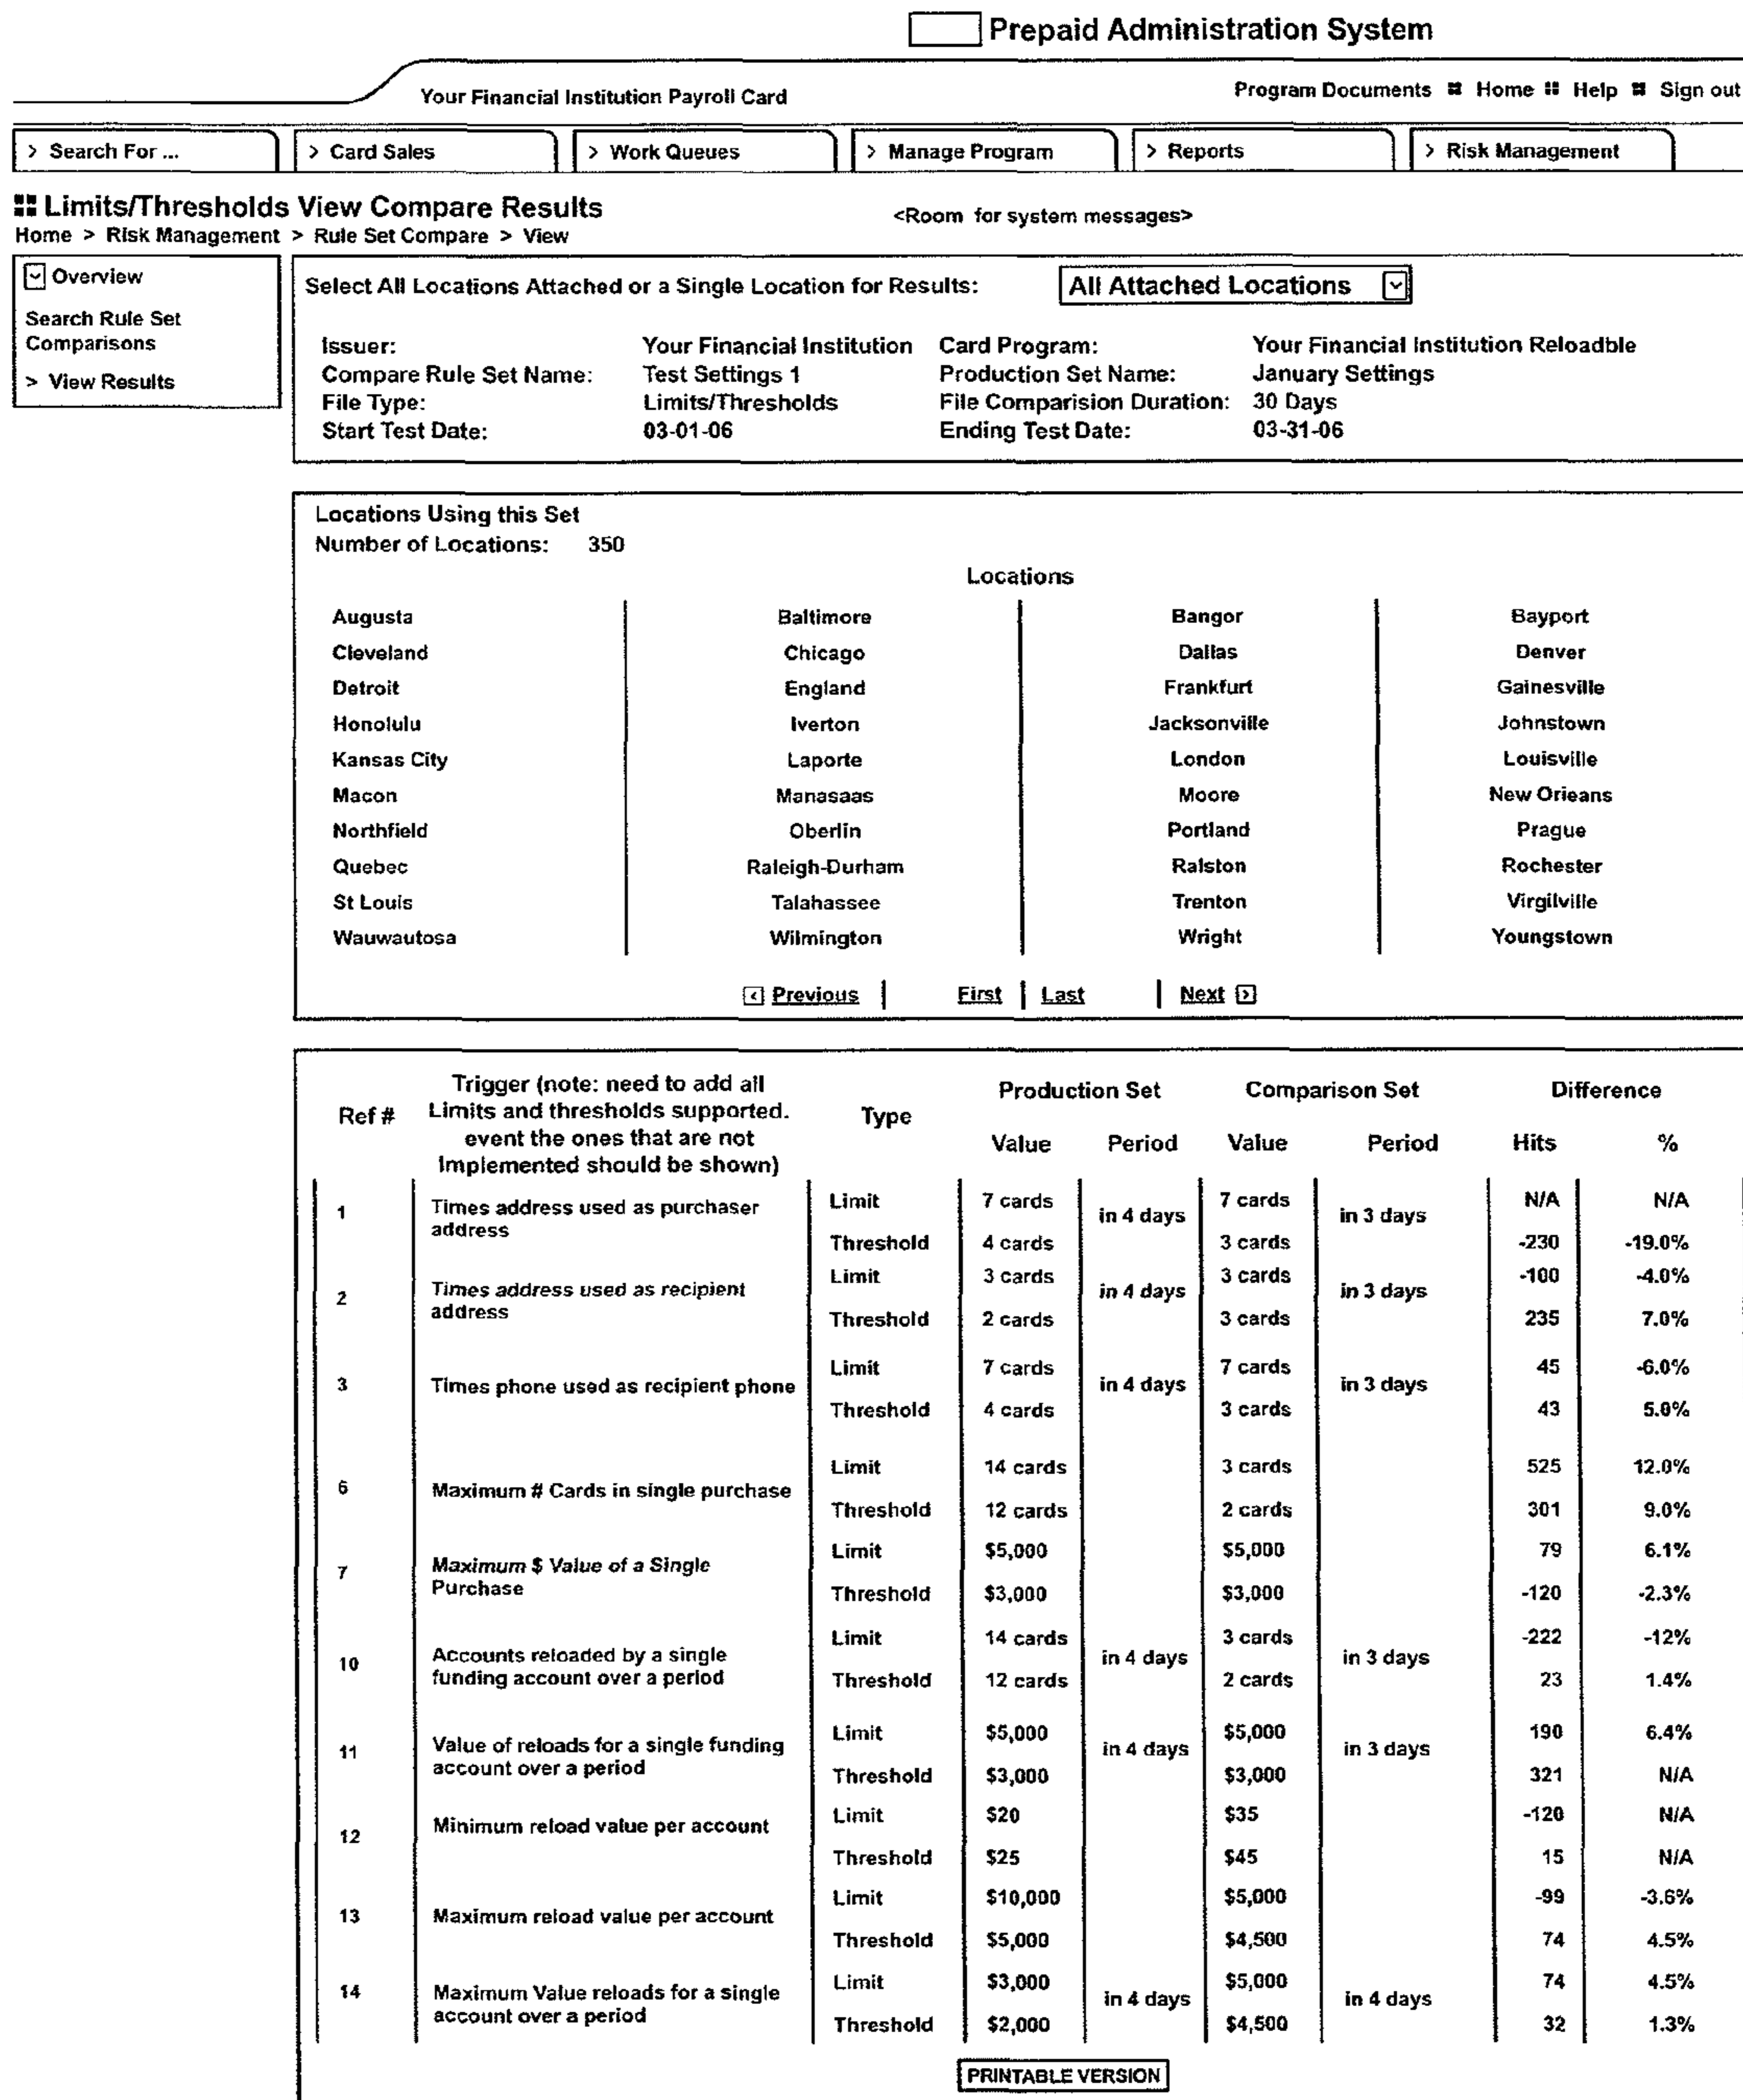 Prepaid Administration System
Your Financial Institution Payroll Card
Program Documents Home Help Sign out
> Search For ... > Card Sales > Work Queues > Manage Program > Reports > Risk Management
Limits/Thresholds View Compare Results
<Room for system messages>
Home > Risk Management > Rule Set Compare > View
Overview
Search Rule Set
Comparisons
> View Results
Select All Locations Attached or a Single Location for Results: All Attached Locations
Issuer: Your Financial Institution Card Program: Your Financial Institution Reloadble
Compare Rule Set Name: Test Settings 1 Production Set Name: January Settings
File Type: Limits/Thresholds File Comparision Duration: 30 Days
Start Test Date: 03-01-06 Ending Test Date: 03-31-06
Locations Using this Set
Number of Locations: 350
Locations
Augusta Baltimore Bangor Bayport
Cleveland Chicago Dallas Denver
Detroit England Frankfurt Gainesville
Honolulu Iverton Jacksonville Johnstown
Kansas City Laporte London Louisville
Macon Manasaas Moore New Orleans
Northfield Oberlin Portland Prague
Quebec Raleigh-Durham Ralston Rochester
St Louis Talahassee Trenton Virgilville
Wauwautosa Wilmington Wright Youngstown
Previous First Last Next
Ref # Trigger (note: need to add all
Limits and thresholds supported.
event the ones that are not
Implemented should be shown) Type Production Set Comparison Set Difference
Value Period Value Period Hits %
1 Times address used as purchaser
address
Limit 7 cards in 4 days 7 cards in 3 days N/A N/A
Threshold 4 cards 3 cards -230 -19.0%
2 Times address used as recipient
address
Limit 3 cards in 4 days 3 cards in 3 days -100 -4.0%
Threshold 2 cards 3 cards 235 7.0%
3 Times phone used as recipient phone
Limit 7 cards in 4 days 7 cards in 3 days 45 -6.0%
Threshold 4 cards 3 cards 43 5.0%
6 Maximum # Cards in single purchase
Limit 14 cards 3 cards 525 12.0%
Threshold 12 cards 2 cards 301 9.0%
7 Maximum $ Value of a Single
Purchase
Limit $5,000 $5,000 79 6.1%
Threshold $3,000 $3,000 -120 -2.3%
10 Accounts reloaded by a single
funding account over a period
Limit 14 cards in 4 days 3 cards in 3 days -222 -12%
Threshold 12 cards 2 cards 23 1.4%
11 Value of reloads for a single funding
account over a period
Limit $5,000 in 4 days $5,000 in 3 days 190 6.4%
Threshold $3,000 $3,000 321 N/A
12 Minimum reload value per account
Limit $20 $35 -120 N/A
Threshold $25 $45 15 N/A
13 Maximum reload value per account
Limit $10,000 $5,000 -99 -3.6%
Threshold $5,000 $4,500 74 4.5%
14 Maximum Value reloads for a single
account over a period
Limit $3,000 in 4 days $5,000 in 4 days 74 4.5%
Threshold $2,000 $4,500 32 1.3%
PRINTABLE VERSION